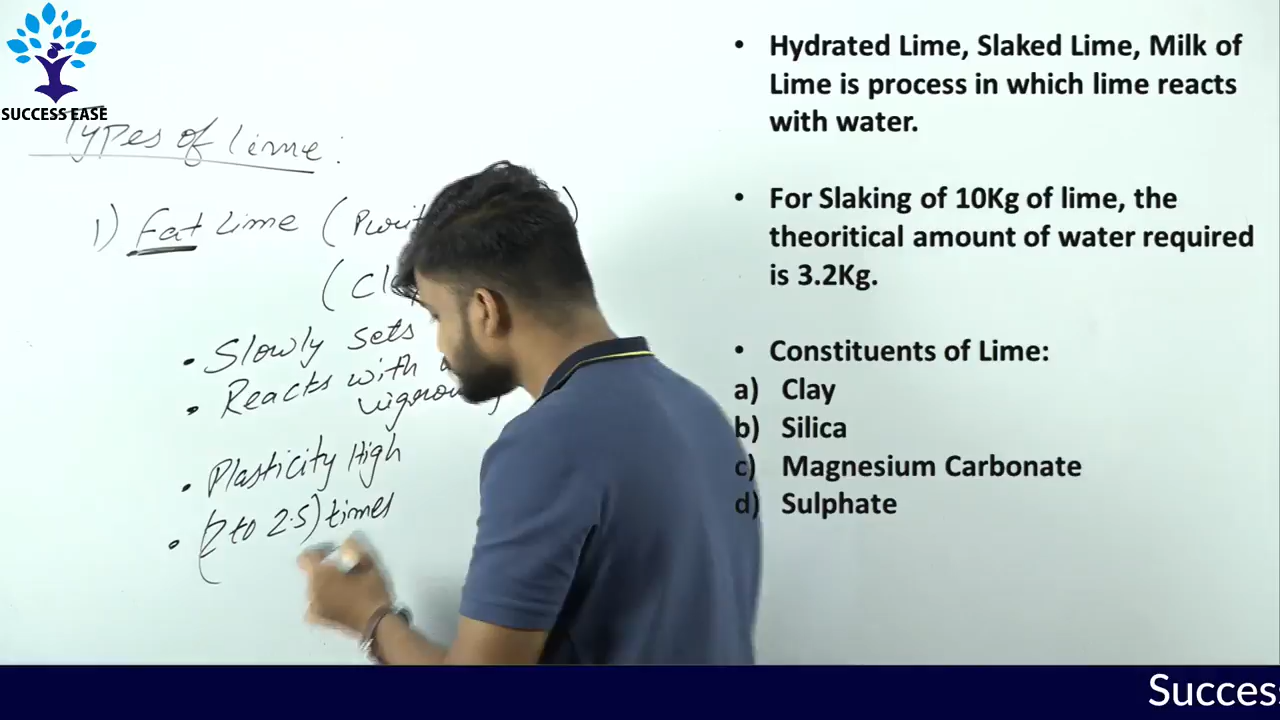 SUCCESS EASE
Types of lime :
1) Fat Lime (
(
• Slowly sets
• Reacts with
• Plasticity High
• (2 to 2.5) times
• Hydrated Lime, Slaked Lime, Milk of
Lime is process in which lime reacts
with water.
• For Slaking of 10Kg of lime, the
theoritical amount of water required
is 3.2Kg.
• Constituents of Lime:
a) Clay
b) Silica
c) Magnesium Carbonate
d) Sulphate
Succes